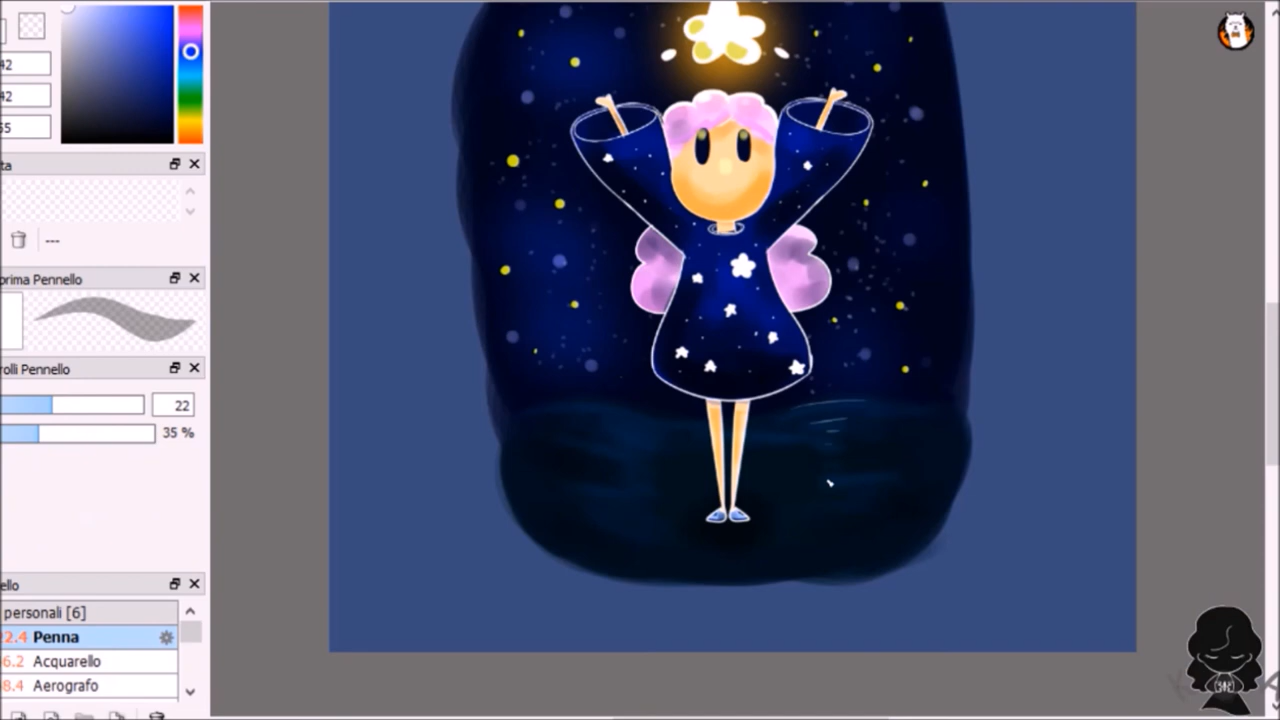 42
42
55
ta
---
prima Pennello
rolli Pennello
22
35 %
ello
personali [6]
2.4 Penna
6.2 Acquarello
8.4 Aerografo